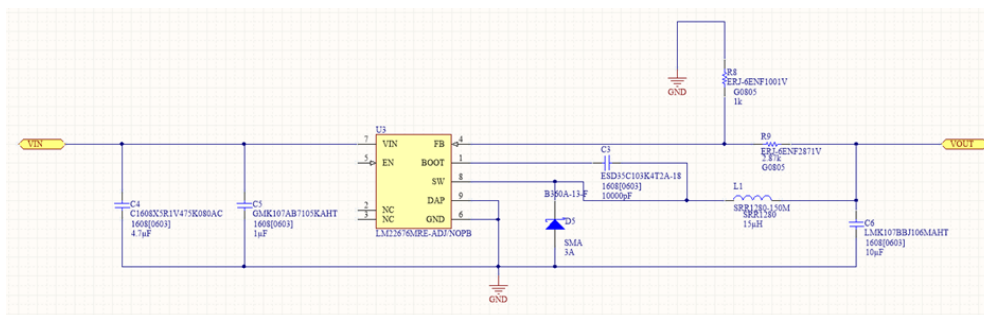 R8
ERJ-6ENF1001V
G0805
1k
GND
U3
VIN
7
VIN
FB
4
R9
ERJ-6ENF2871V
2.87k
G0805
VOUT
5
EN
BOOT
1
C3
ESD35C103K4T2A-18
1608[0603]
10000pF
SW
8
B360A-13-F
L1
SRR1280-150M
SRR1280
15μH
C4
C1608X5R1V475K080AC
1608[0603]
4.7μF
C5
GMK107AB7105KAHT
1608[0603]
1μF
2
NC
3
NC
DAP
9
GND
6
LM22676MRE-ADJ/NOPB
D5
SMA
3A
C6
LMK107BBJ106MAHT
1608[0603]
10μF
GND